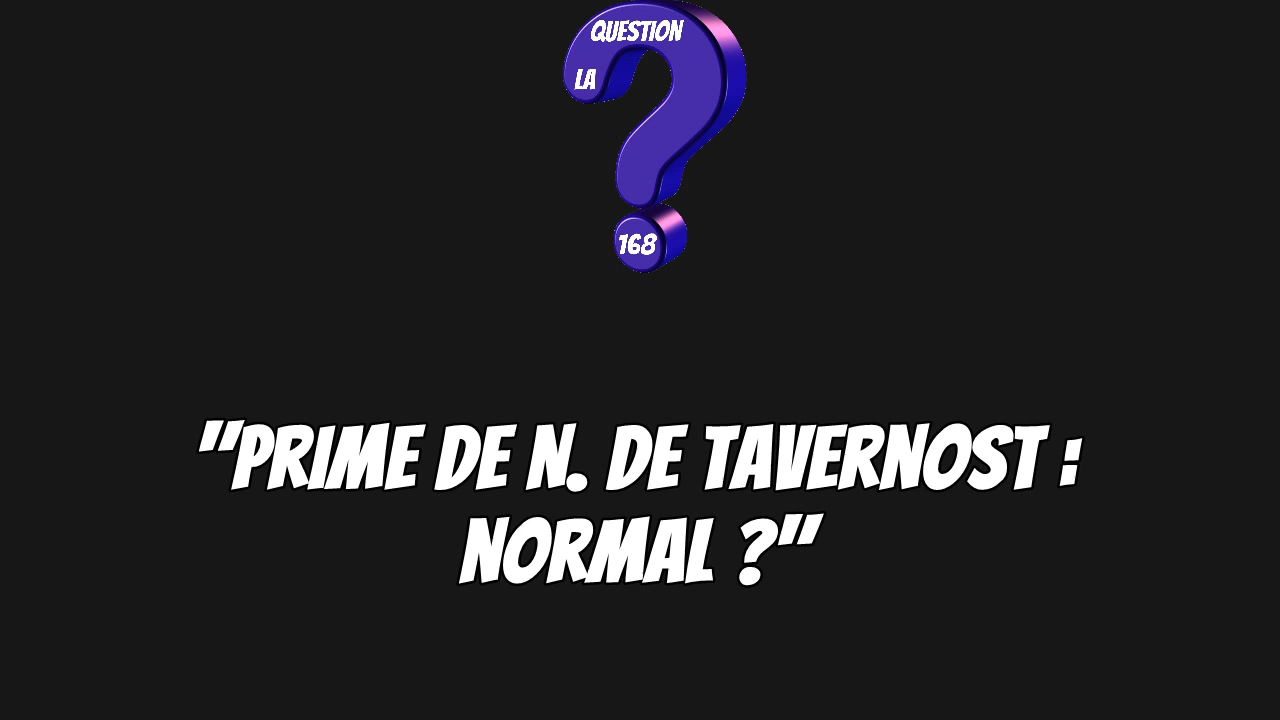 QUESTION
LA
168
"PRIME DE N. DE TAVERNOST :
NORMAL ?"